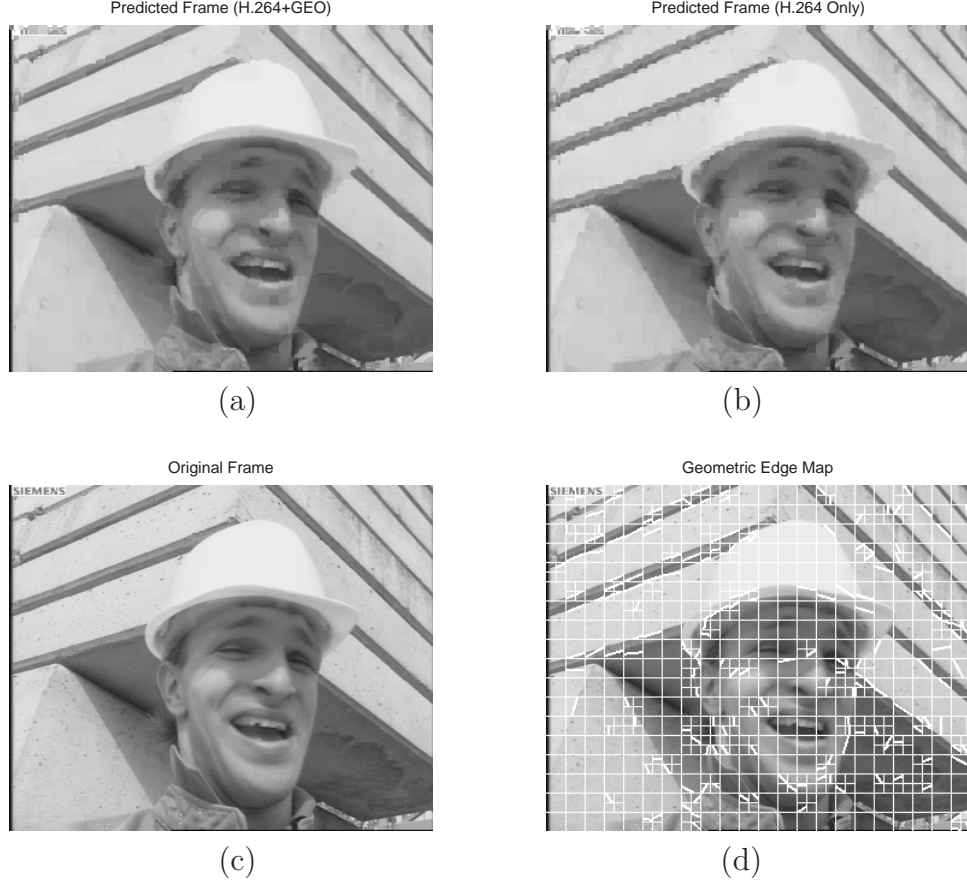 Predicted Frame (H.264+GEO)
Predicted Frame (H.264 Only)
(a)
(b)
Original Frame
Geometric Edge Map
SIEMENS
SIEMENS
(c)
(d)